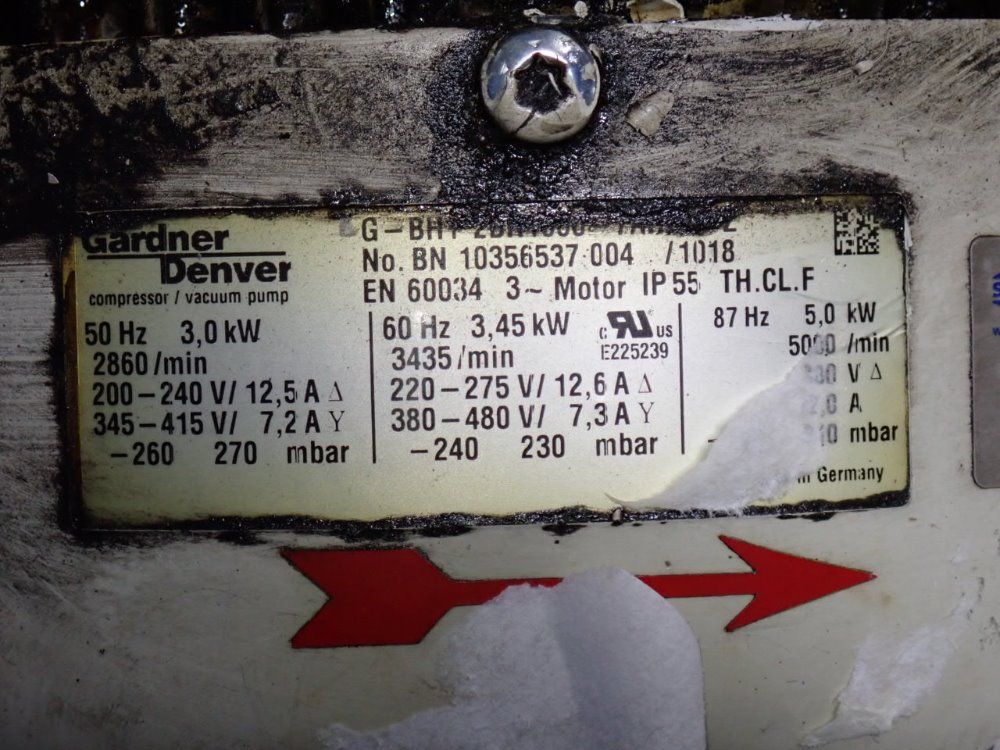 Gardner
Denver
compressor / vacuum pump
No. BN 10356537 004 /1018
EN 60034 3~ Motor IP 55 TH.CL.F
50 Hz 3,0 kW
2860/min
200-240 V/ 12,5 A Δ
345-415 V/ 7,2 A Y
-260 270 mbar
60 Hz 3,45 kW
c RU us
3435/min
E225239
220-275 V/ 12,6 A Δ
380-480 V/ 7,3 A Y
-240 230 mbar
87 Hz 5,0 kW
/min
V Δ
A
mbar
in Germany